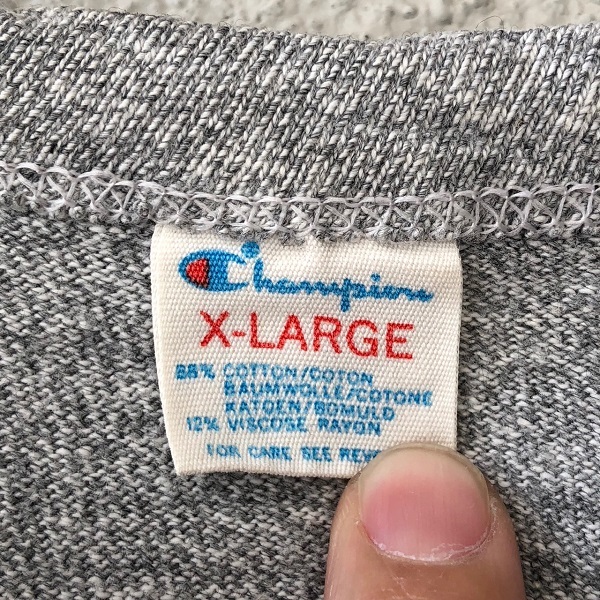 Champion
X-LARGE
88% COTTON/COTON
BAUMWOLLE/COTONE
KATOEN/BOMULD
12% VISCOSE RAYON
FOR CARE SEE REV